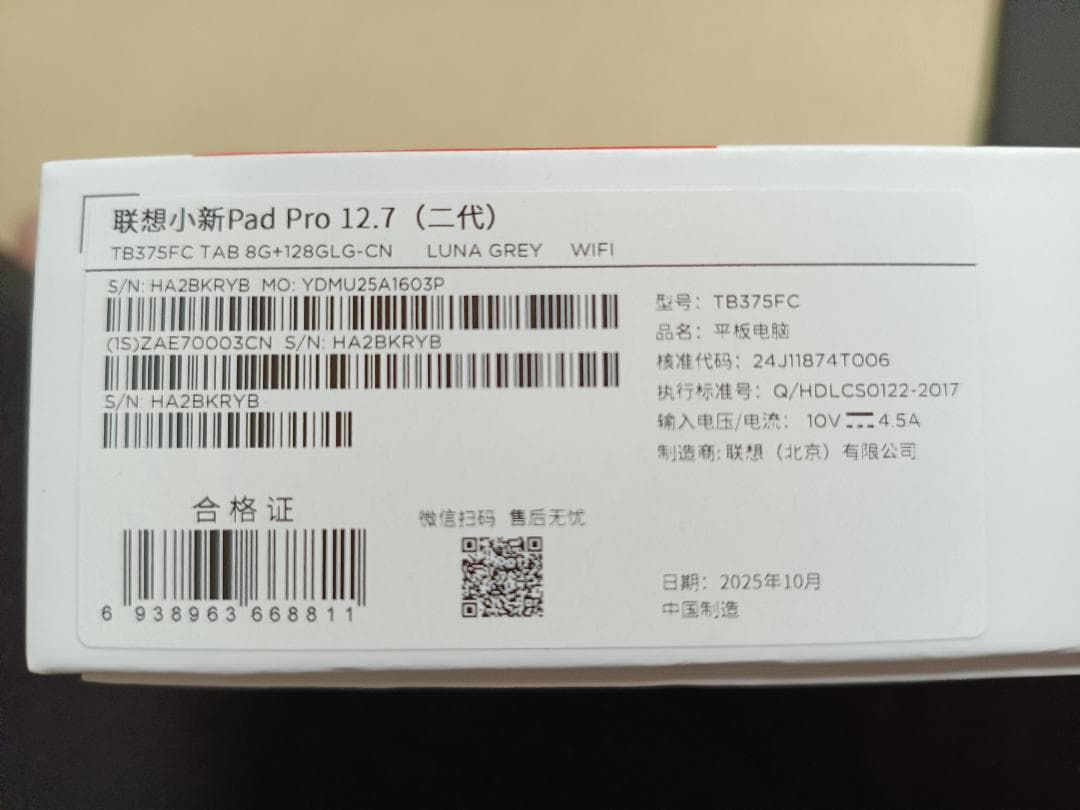 联想小新Pad Pro 12.7（二代）
TB375FC TAB 8G+128GLG-CN LUNA GREY WIFI
S/N: HA2BKRYB MO: YDMU25A1603P
(1S)ZAE70003CN S/N: HA2BKRYB
S/N: HA2BKRYB
型号：TB375FC
品名：平板电脑
核准代码：24J11874T006
执行标准号：Q/HDLCS0122-2017
输入电压/电流： 10V⎓4.5A
制造商:联想（北京）有限公司
合格证
6 938963 668811
微信扫码 售后无忧
日期：2025年10月
中国制造